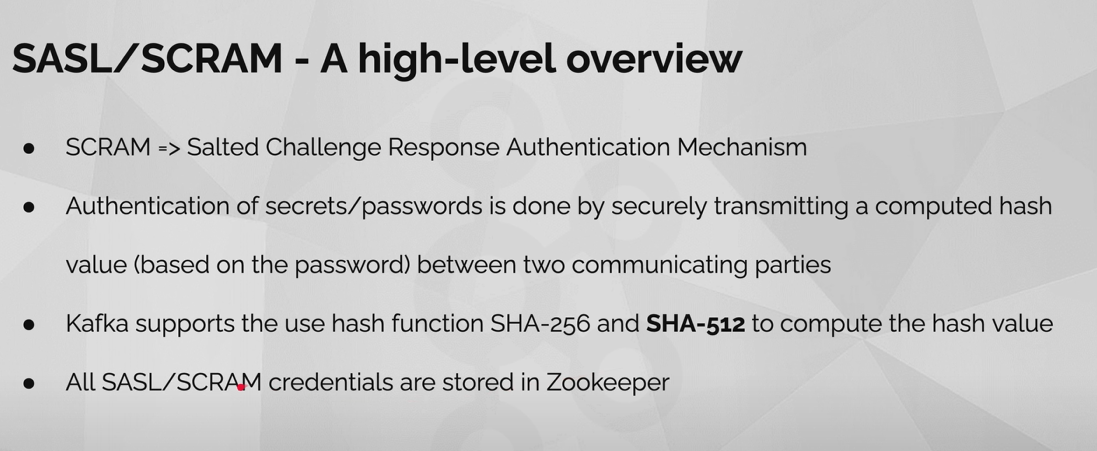 SASL/SCRAM - A high-level overview
● SCRAM => Salted Challenge Response Authentication Mechanism
● Authentication of secrets/passwords is done by securely transmitting a computed hash
value (based on the password) between two communicating parties
● Kafka supports the use hash function SHA-256 and SHA-512 to compute the hash value
● All SASL/SCRAM credentials are stored in Zookeeper